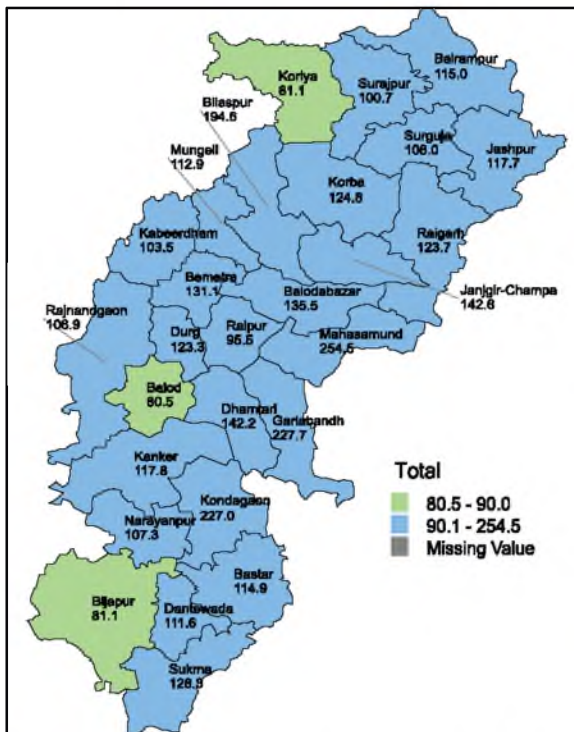 Balrampur
115.0
Koriya
81.1
Surajpur
100.7
Bilaspur
194.6
Surguja
106.0
Jashpur
117.7
Mungeli
112.9
Korba
124.8
Kabeerdham
103.5
Raigarh
123.7
Bemetra
131.1
Balodabazar
135.5
Janjgir-Champa
142.6
Rajnandgaon
106.9
Durg
123.3
Raipur
95.5
Mahasamund
254.5
Balod
80.5
Dhamtari
142.2
Gariabandh
227.7
Kanker
117.8
Kondagaon
227.0
Narayanpur
107.3
Bastar
114.9
Bijapur
81.1
Dantewada
111.6
Sukma
126.3
Total
80.5 - 90.0
90.1 - 254.5
Missing Value